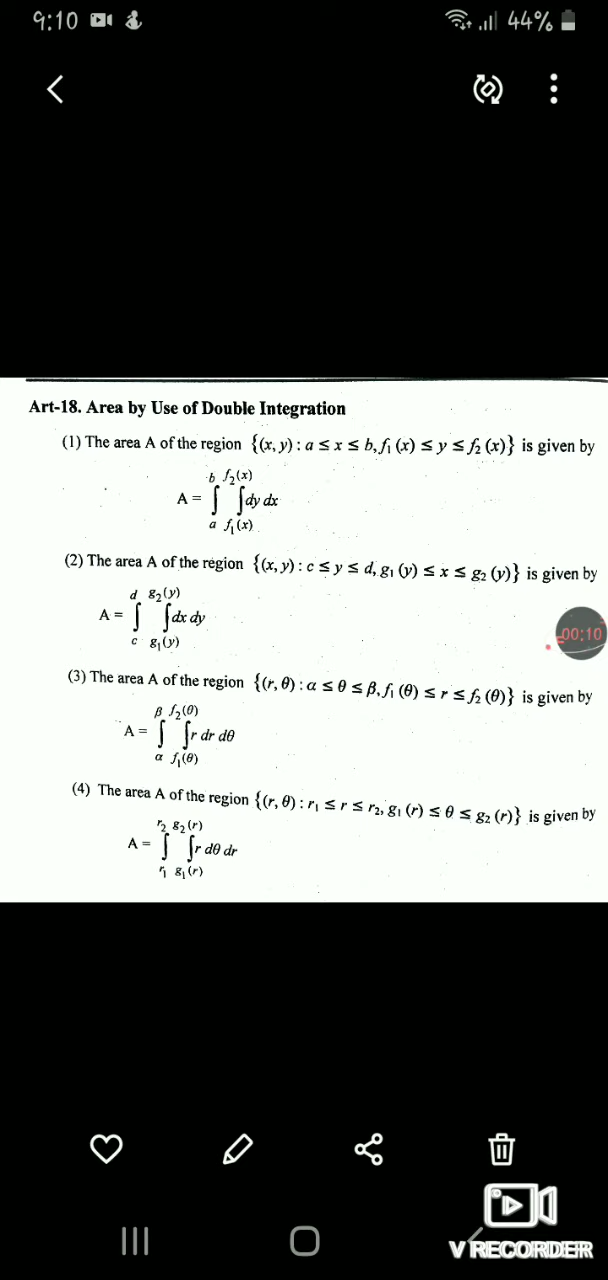 9:10 44%
Art-18. Area by Use of Double Integration
(1) The area A of the region {(x, y) : a ≤ x ≤ b, f₁ (x) ≤ y ≤ f₂ (x)} is given by
b f₂(x)
A = ∫ ∫dy dx
a f₁(x)
(2) The area A of the region {(x, y) : c ≤ y ≤ d, g₁ (y) ≤ x ≤ g₂ (y)} is given by
d g₂(y)
A = ∫ ∫dx dy
c g₁(y)
00:10
(3) The area A of the region {(r, θ) : α ≤ θ ≤ β, f₁ (θ) ≤ r ≤ f₂ (θ)} is given by
β f₂(θ)
A = ∫ ∫r dr dθ
α f₁(θ)
(4) The area A of the region {(r, θ) : r₁ ≤ r ≤ r₂, g₁ (r) ≤ θ ≤ g₂ (r)} is given by
r₂ g₂(r)
A = ∫ ∫r dθ dr
r₁ g₁(r)
V RECORDER